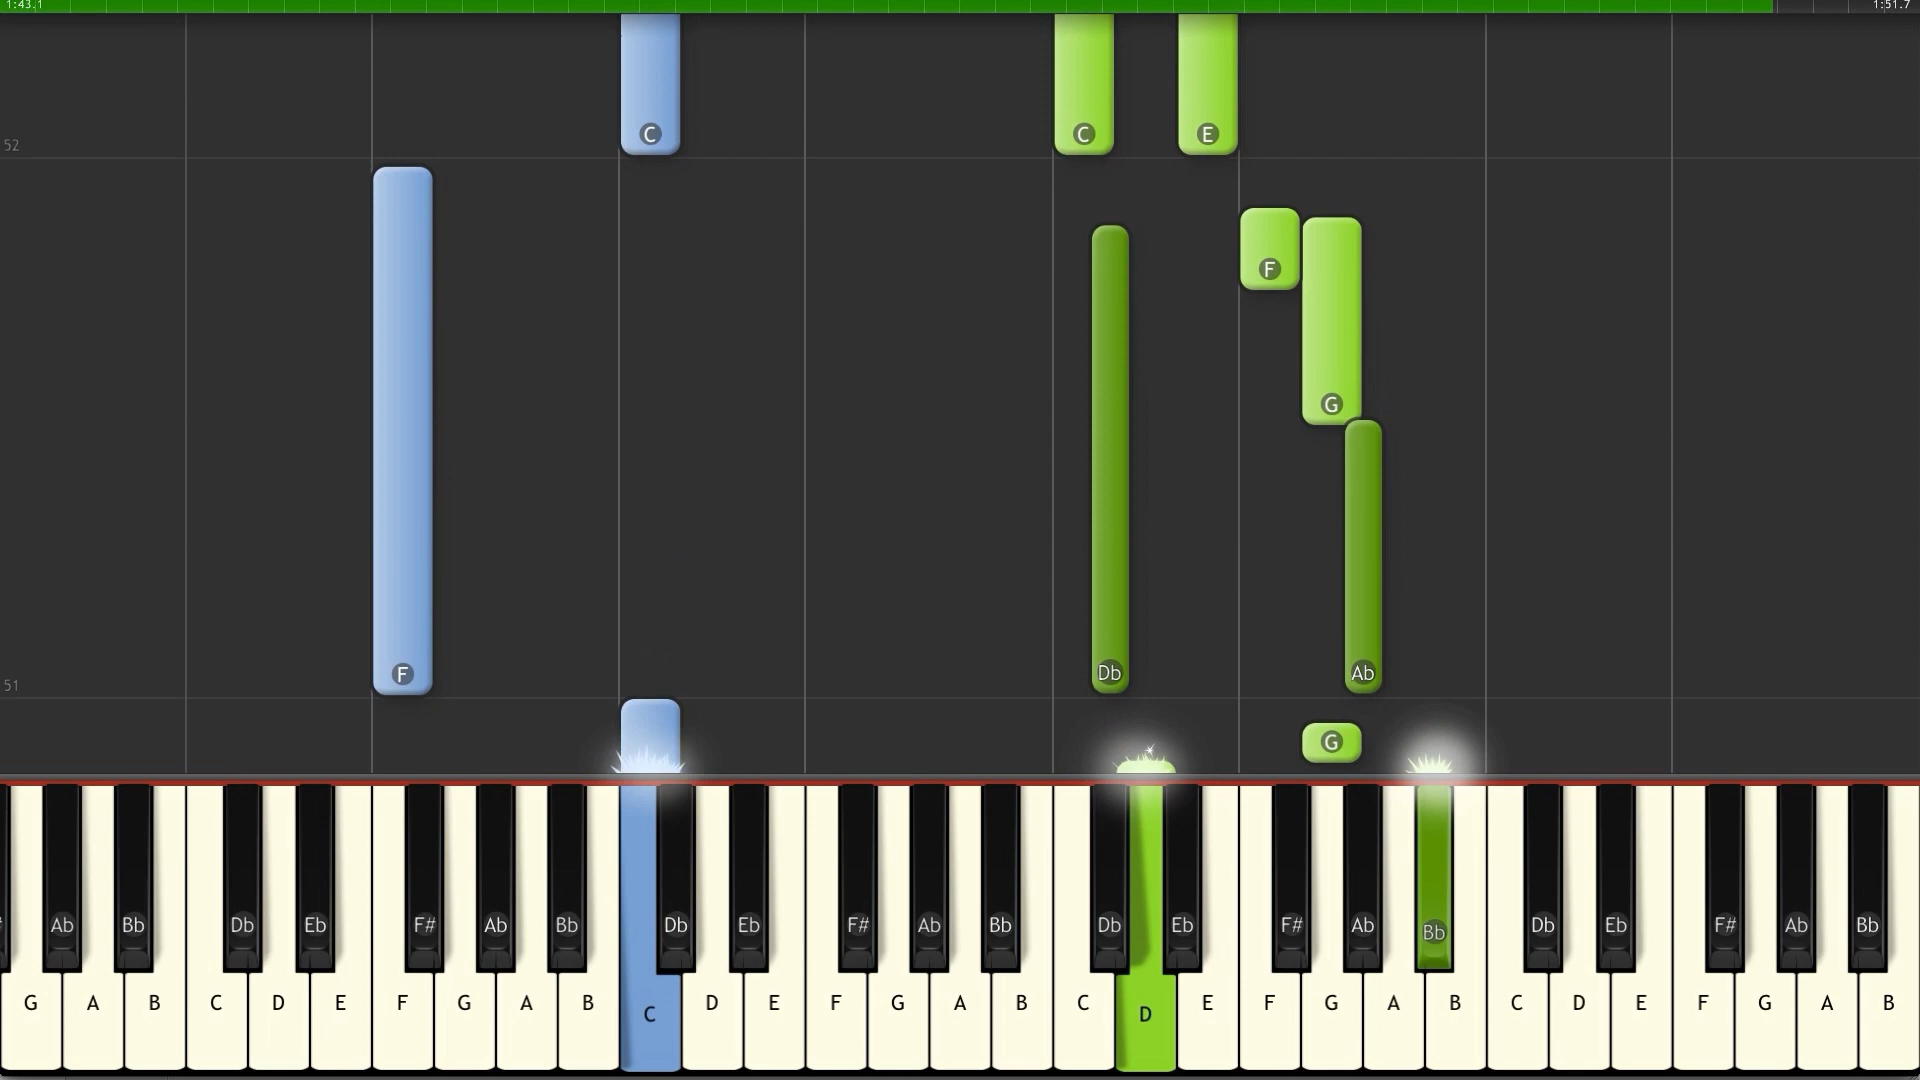 1:43.1 1:51.7
C C E
52
F
G
F Db Ab
51
G
Ab Bb Db Eb F# Ab Bb Db Eb F# Ab Bb Db Eb F# Ab Bb Db Eb F# Ab Bb
G A B C D E F G A B C D E F G A B C D E F G A B C D E F G A B